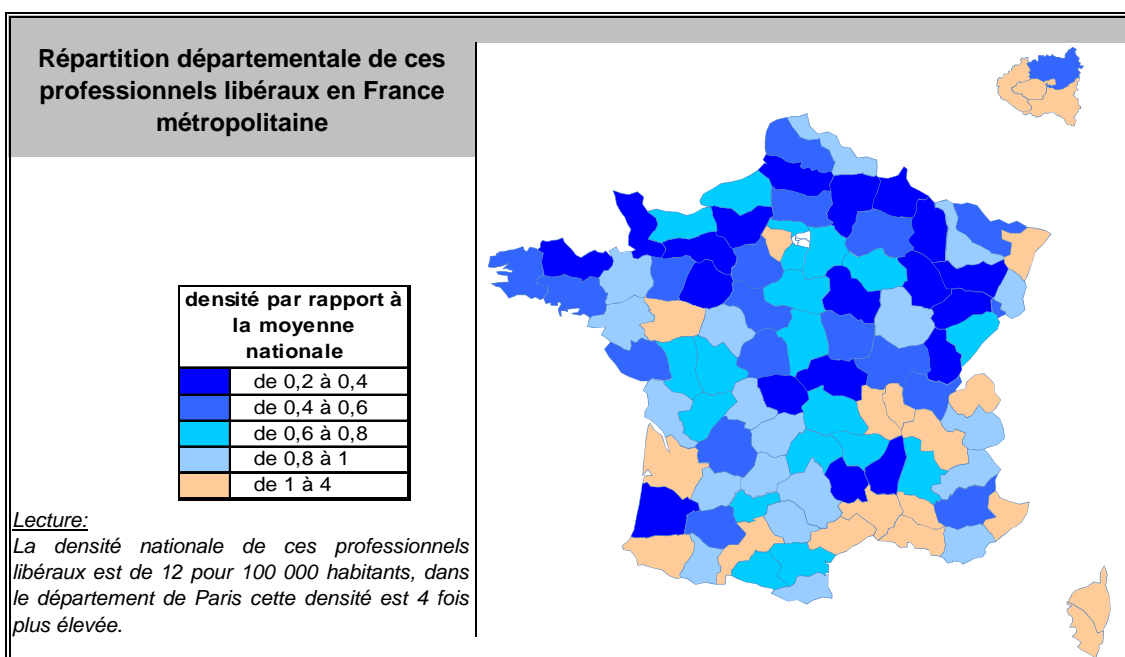 Répartition départementale de ces
professionnels libéraux en France
métropolitaine
densité par rapport à
la moyenne
nationale
de 0,2 à 0,4
de 0,4 à 0,6
de 0,6 à 0,8
de 0,8 à 1
de 1 à 4
Lecture:
La densité nationale de ces professionnels
libéraux est de 12 pour 100 000 habitants, dans
le département de Paris cette densité est 4 fois
plus élevée.